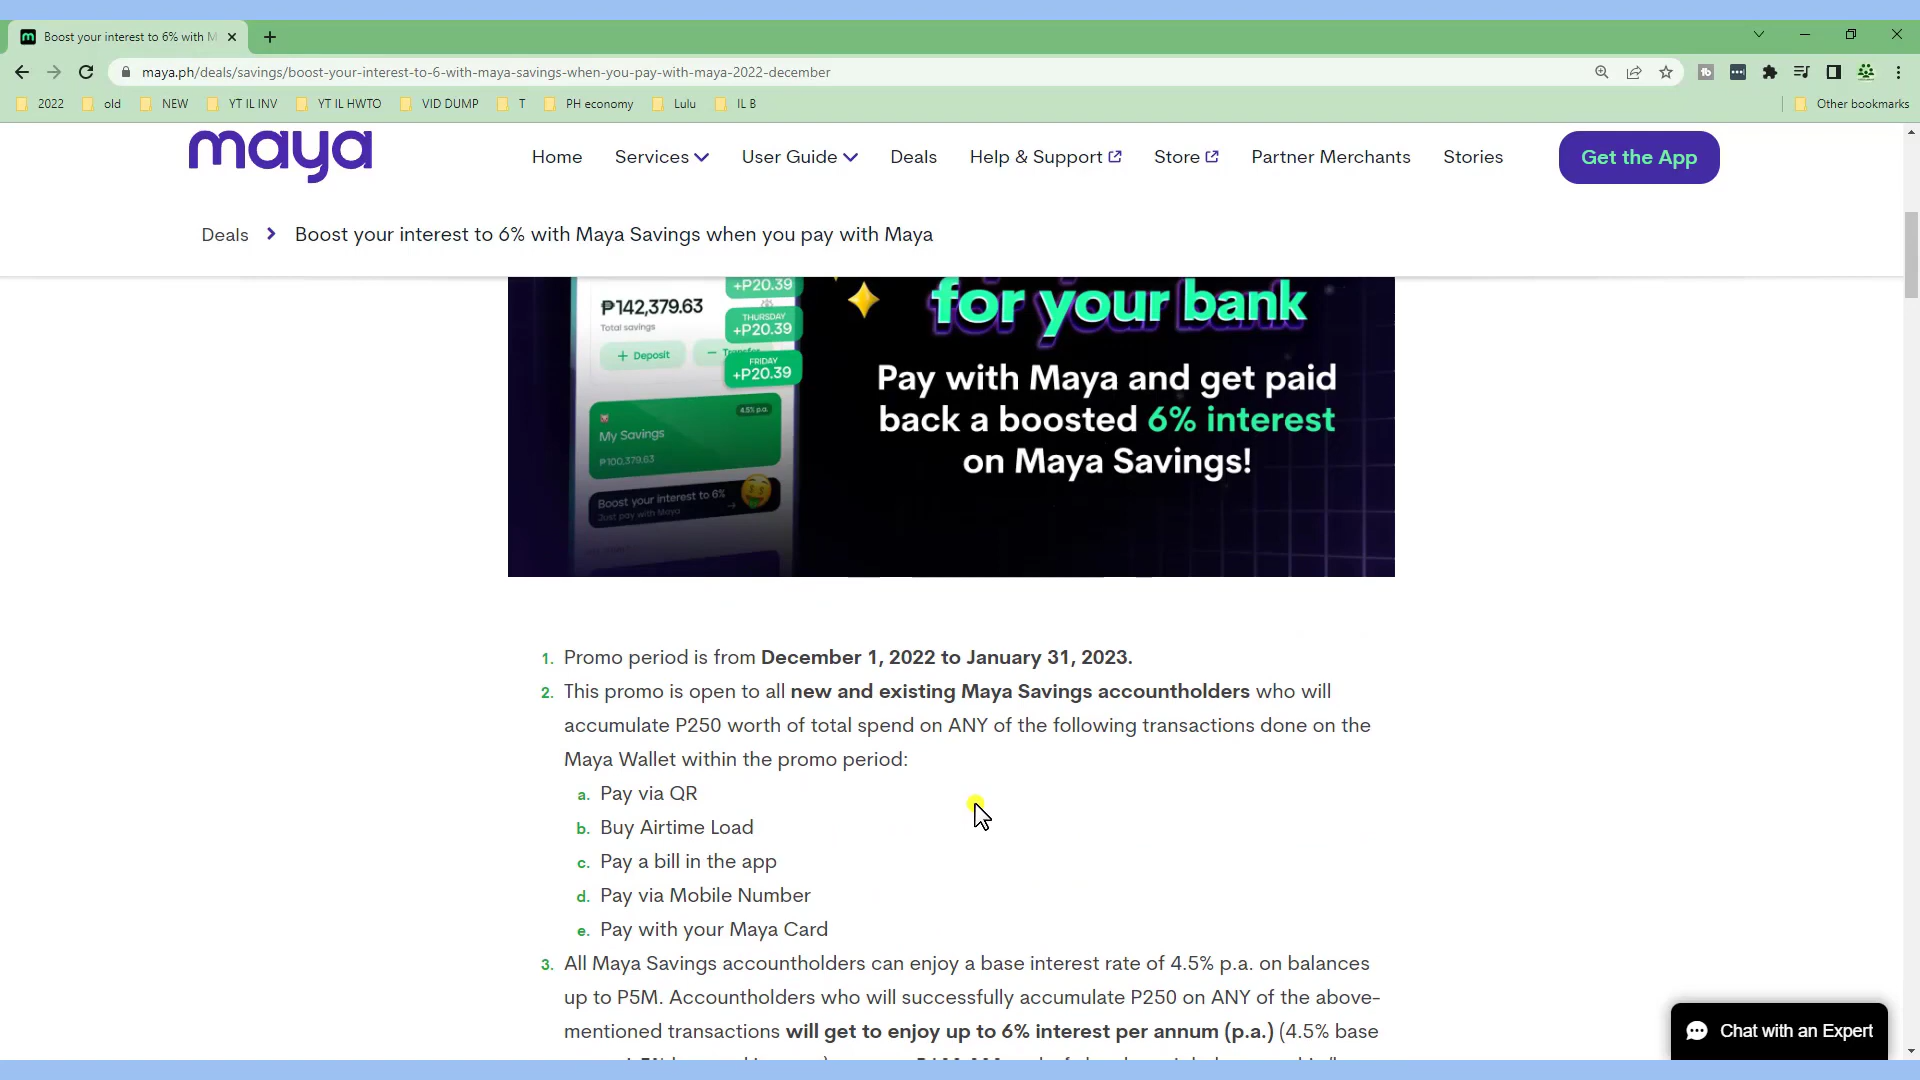 Boost your interest to 6% with M
maya.ph/deals/savings/boost-your-interest-to-6-with-maya-savings-when-you-pay-with-maya-2022-december
2022 old NEW YT IL INV YT IL HWTO VID DUMP T PH economy Lulu IL B Other bookmarks
maya Home Services User Guide Deals Help & Support Store Partner Merchants Stories Get the App
Deals Boost your interest to 6% with Maya Savings when you pay with Maya
+P20.39
₱142,379.63
Total savings
THURSDAY
+P20.39
+ Deposit
FRIDAY
+P20.39
4.5% p.a.
My Savings
₱100,379.63
Boost your interest to 6%
Just pay with Maya
for your bank
Pay with Maya and get paid
back a boosted 6% interest
on Maya Savings!
1. Promo period is from December 1, 2022 to January 31, 2023.
2. This promo is open to all new and existing Maya Savings accountholders who will
accumulate P250 worth of total spend on ANY of the following transactions done on the
Maya Wallet within the promo period:
a. Pay via QR
b. Buy Airtime Load
c. Pay a bill in the app
d. Pay via Mobile Number
e. Pay with your Maya Card
3. All Maya Savings accountholders can enjoy a base interest rate of 4.5% p.a. on balances
up to P5M. Accountholders who will successfully accumulate P250 on ANY of the above-
mentioned transactions will get to enjoy up to 6% interest per annum (p.a.) (4.5% base
Chat with an Expert